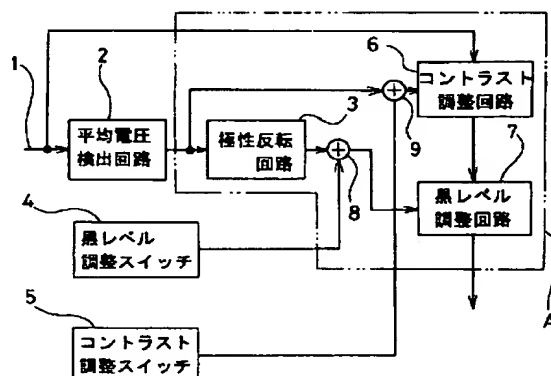 6
コントラスト
調整回路
1
2
平均電圧
検出回路
3
極性反転
回路
9
7
黒レベル
調整回路
8
4
黒レベル
調整スイッチ
5
コントラスト
調整スイッチ
A